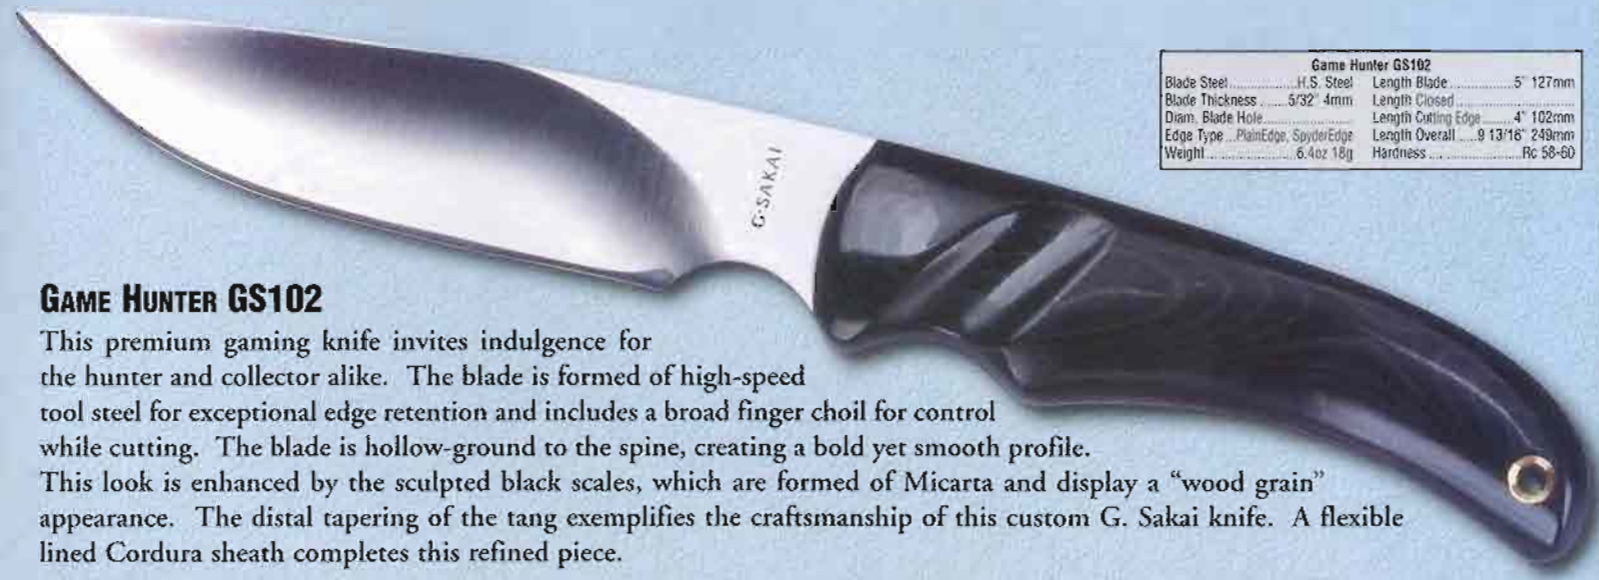 Game Hunter GS102
Blade Steel..............H.S. Steel Length Blade..............5" 127mm
Blade Thickness......5/32" 4mm Length Closed..........................
Diam. Blade Hole.................... Length Cutting Edge.......4" 102mm
Edge Type...PlainEdge, SpyderEdge Length Overall.....9 13/16" 249mm
Weight....................6.4oz 18g Hardness.....................Rc 58-60
G·SAKAI
GAME HUNTER GS102
This premium gaming knife invites indulgence for
the hunter and collector alike. The blade is formed of high-speed
tool steel for exceptional edge retention and includes a broad finger choil for control
while cutting. The blade is hollow-ground to the spine, creating a bold yet smooth profile.
This look is enhanced by the sculpted black scales, which are formed of Micarta and display a "wood grain"
appearance. The distal tapering of the tang exemplifies the craftsmanship of this custom G. Sakai knife. A flexible
lined Cordura sheath completes this refined piece.